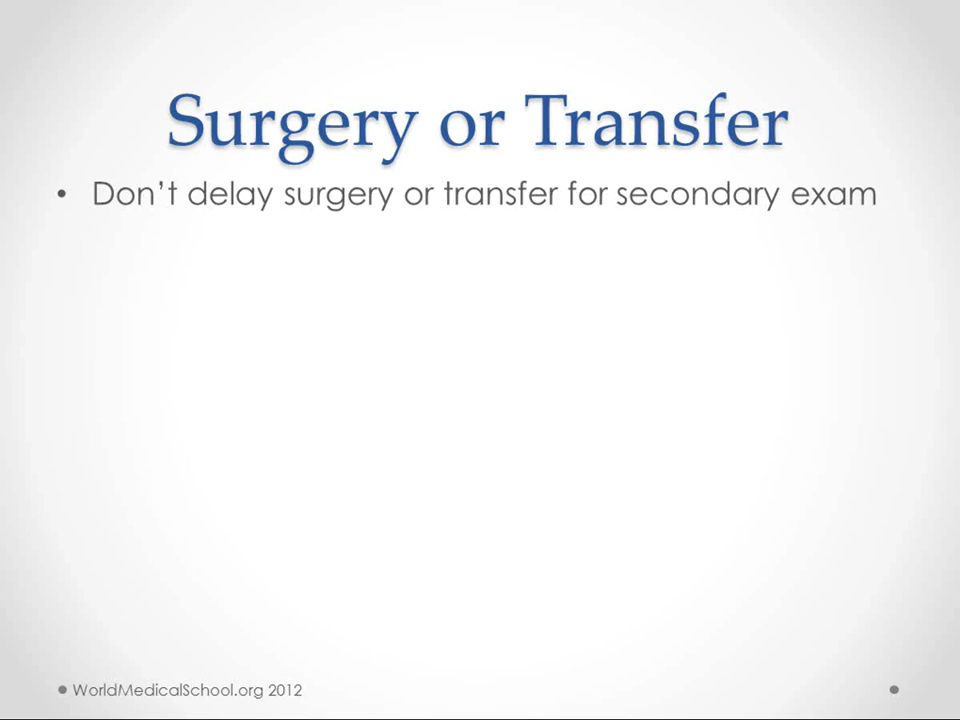 Surgery or Transfer
• Don’t delay surgery or transfer for secondary exam
WorldMedicalSchool.org 2012